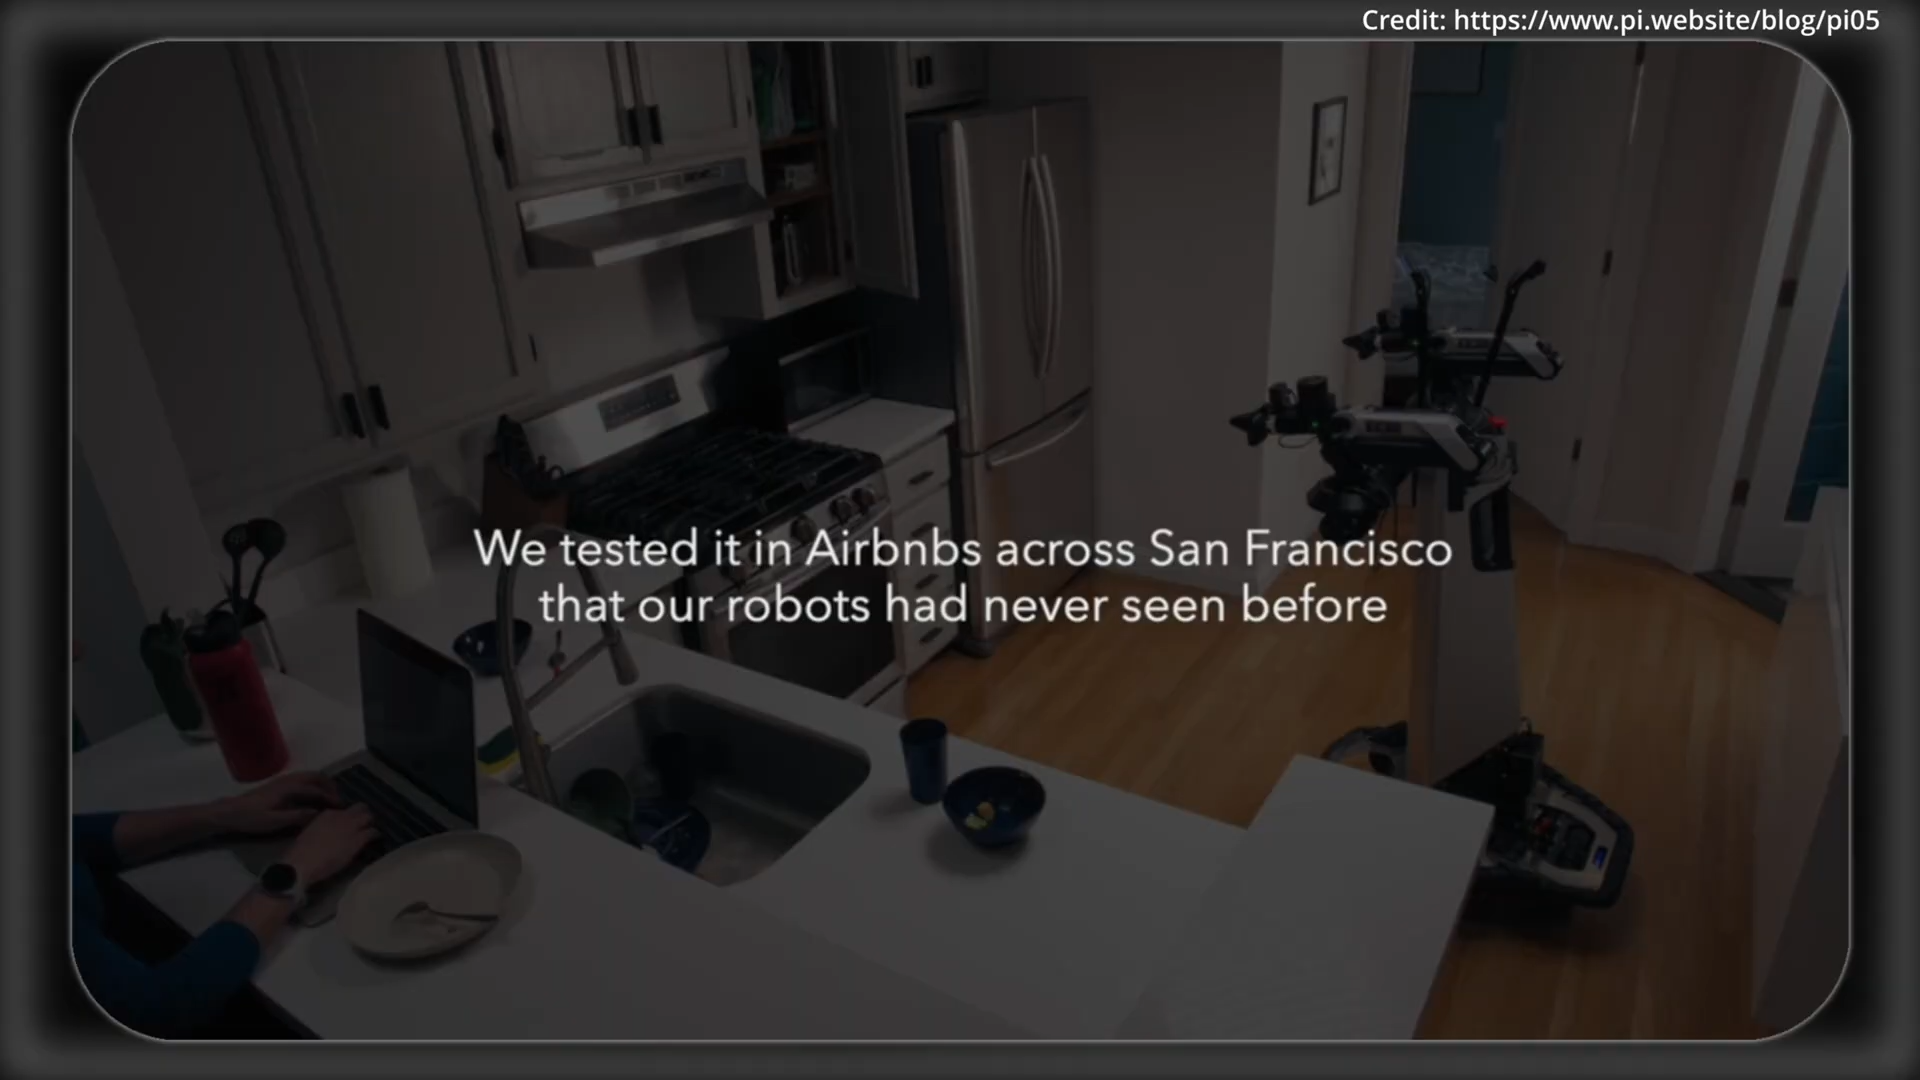 Credit: https://www.pi.website/blog/pi05
We tested it in Airbnbs across San Francisco
that our robots had never seen before